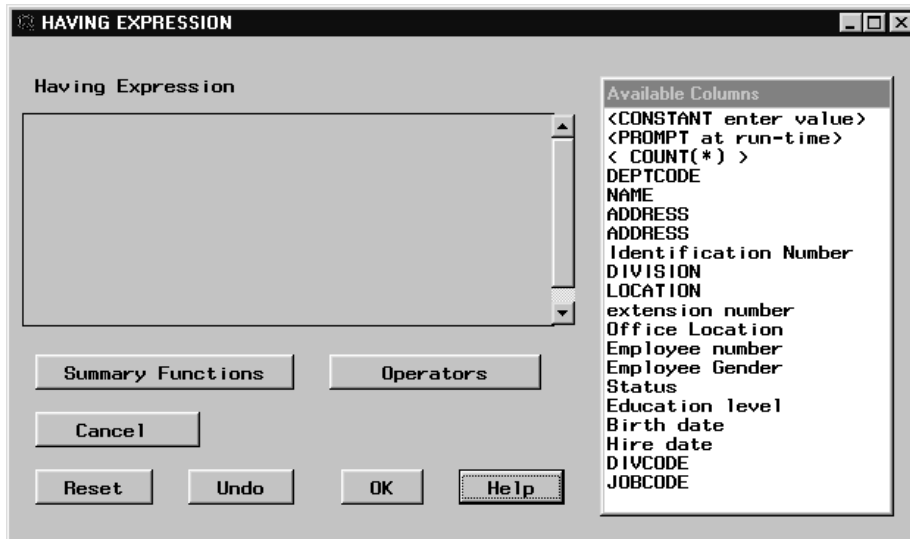 HAVING EXPRESSION
Having Expression
Available Columns
<CONSTANT enter value>
<PROMPT at run-time>
< COUNT(*) >
DEPTCODE
NAME
ADDRESS
ADDRESS
Identification Number
DIVISION
LOCATION
extension number
Office Location
Employee number
Employee Gender
Status
Education level
Birth date
Hire date
DIVCODE
JOBCODE
Summary Functions Operators
Cancel
Reset Undo OK Help